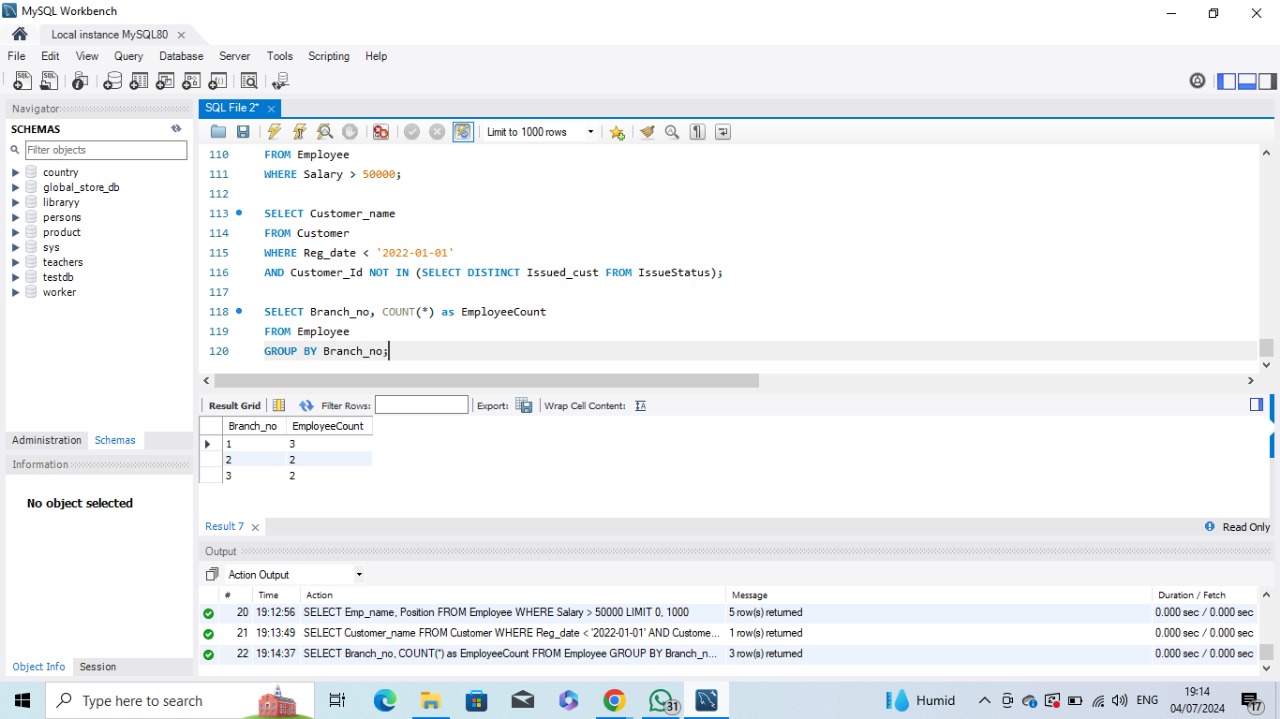 MySQL Workbench
Local instance MySQL80
File Edit View Query Database Server Tools Scripting Help
Navigator
SCHEMAS
Filter objects
country
global_store_db
libraryy
persons
product
sys
teachers
testdb
worker
Administration Schemas
Information
No object selected
Object Info Session
SQL File 2*
Limit to 1000 rows
110 FROM Employee
111 WHERE Salary > 50000;
112
113 SELECT Customer_name
114 FROM Customer
115 WHERE Reg_date < '2022-01-01'
116 AND Customer_Id NOT IN (SELECT DISTINCT Issued_cust FROM IssueStatus);
117
118 SELECT Branch_no, COUNT(*) as EmployeeCount
119 FROM Employee
120 GROUP BY Branch_no;
Result Grid Filter Rows: Export: Wrap Cell Content:
Branch_no EmployeeCount
1 3
2 2
3 2
Result 7 Read Only
Output
Action Output
# Time Action Message Duration / Fetch
20 19:12:56 SELECT Emp_name, Position FROM Employee WHERE Salary > 50000 LIMIT 0, 1000 5 row(s) returned 0.000 sec / 0.000 sec
21 19:13:49 SELECT Customer_name FROM Customer WHERE Reg_date < '2022-01-01' AND Custome... 1 row(s) returned 0.000 sec / 0.000 sec
22 19:14:37 SELECT Branch_no, COUNT(*) as EmployeeCount FROM Employee GROUP BY Branch_n... 3 row(s) returned 0.000 sec / 0.000 sec
Type here to search
31
Humid
ENG
9:14
04/07/2024
17